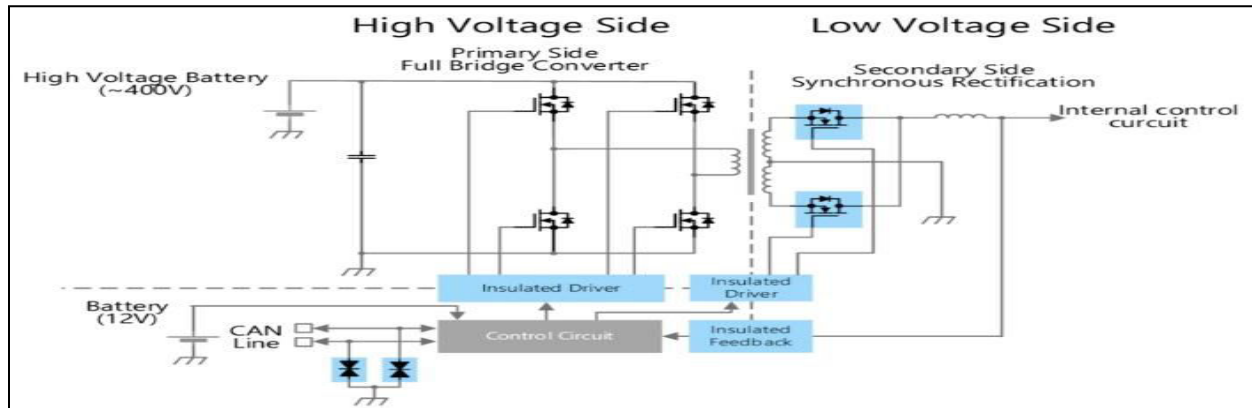 High Voltage Side
Low Voltage Side
Primary Side
Full Bridge Converter
High Voltage Battery
(~400V)
Secondary Side
Synchronous Rectification
Internal control
curcuit
Insulated Driver
Insulated
Driver
Battery
(12V)
CAN
Line
Control Circuit
Insulated
Feedback